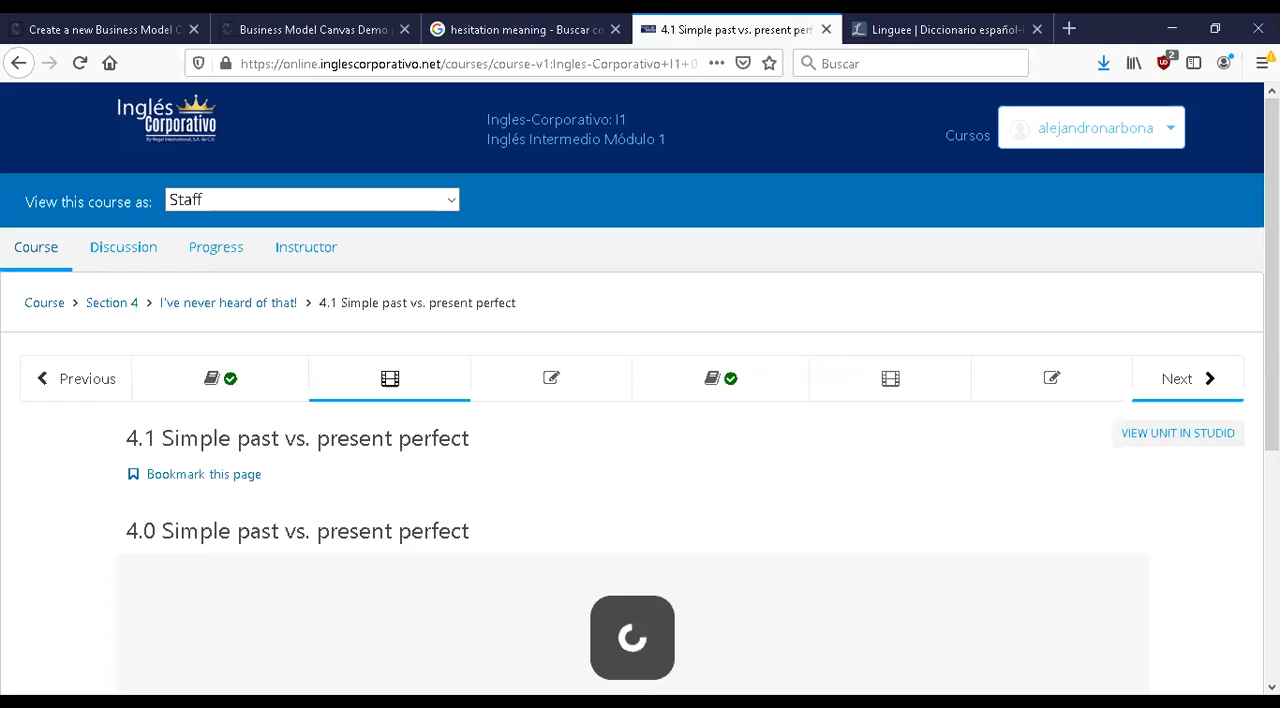 Create a new Business Model C
Business Model Canvas Demo
hesitation meaning - Buscar co
4.1 Simple past vs. present per
Linguee | Diccionario español-
https://online.inglescorporativo.net/courses/course-v1:Ingles-Corporativo+I1+0
Buscar
2
Inglés
Corporativo
Ingles-Corporativo: I1
Inglés Intermedio Módulo 1
Cursos
alejandronarbona
View this course as:
Staff
Course
Discussion
Progress
Instructor
Course > Section 4 > I've never heard of that! > 4.1 Simple past vs. present perfect
Previous
Next
4.1 Simple past vs. present perfect
VIEW UNIT IN STUDIO
Bookmark this page
4.0 Simple past vs. present perfect